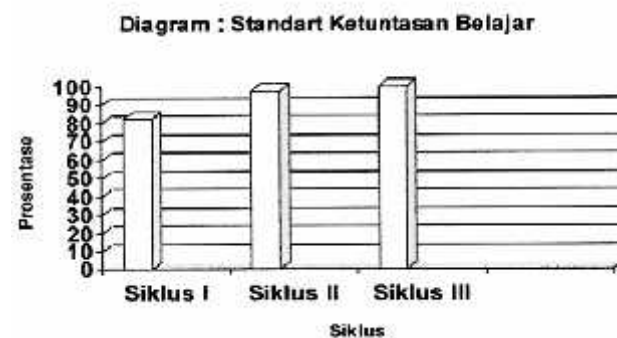 Diagram : Standart Ketuntasan Belajar
Prosentase
100
90
80
70
60
50
40
30
20
10
0
Siklus I Siklus II Siklus III
Siklus